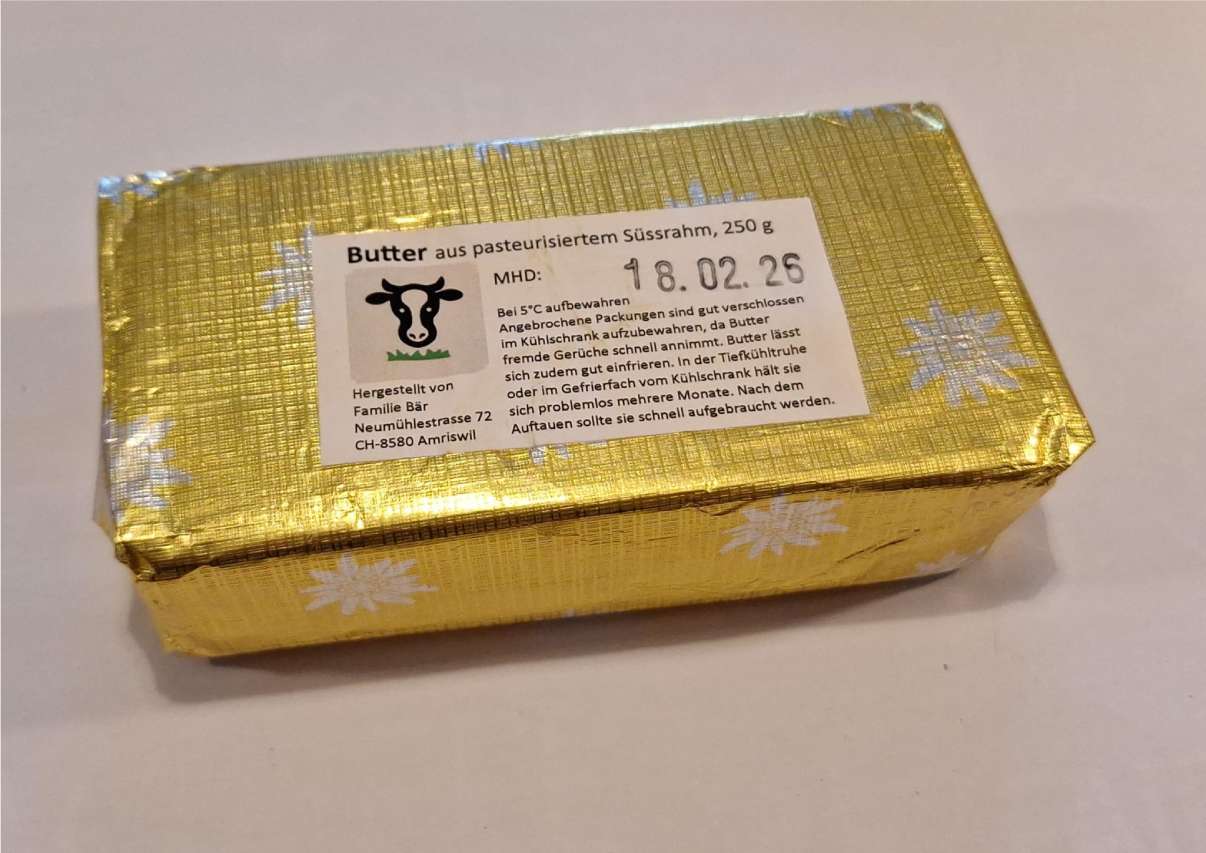 Butter aus pasteurisiertem Süssrahm, 250 g
MHD: 18.02.26
Bei 5°C aufbewahren
Angebrochene Packungen sind gut verschlossen
im Kühlschrank aufzubewahren, da Butter
fremde Gerüche schnell annimmt. Butter lässt
sich zudem gut einfrieren. In der Tiefkühltruhe
oder im Gefrierfach vom Kühlschrank hält sie
sich problemlos mehrere Monate. Nach dem
Auftauen sollte sie schnell aufgebraucht werden.
Hergestellt von
Familie Bär
Neumühlestrasse 72
CH-8580 Amriswil